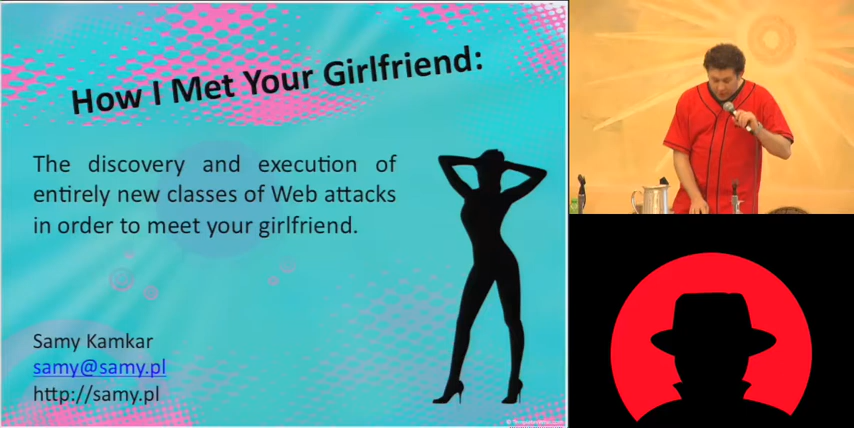 How I Met Your Girlfriend:
The discovery and execution of
entirely new classes of Web attacks
in order to meet your girlfriend.
Samy Kamkar
samy@samy.pl
http://samy.pl